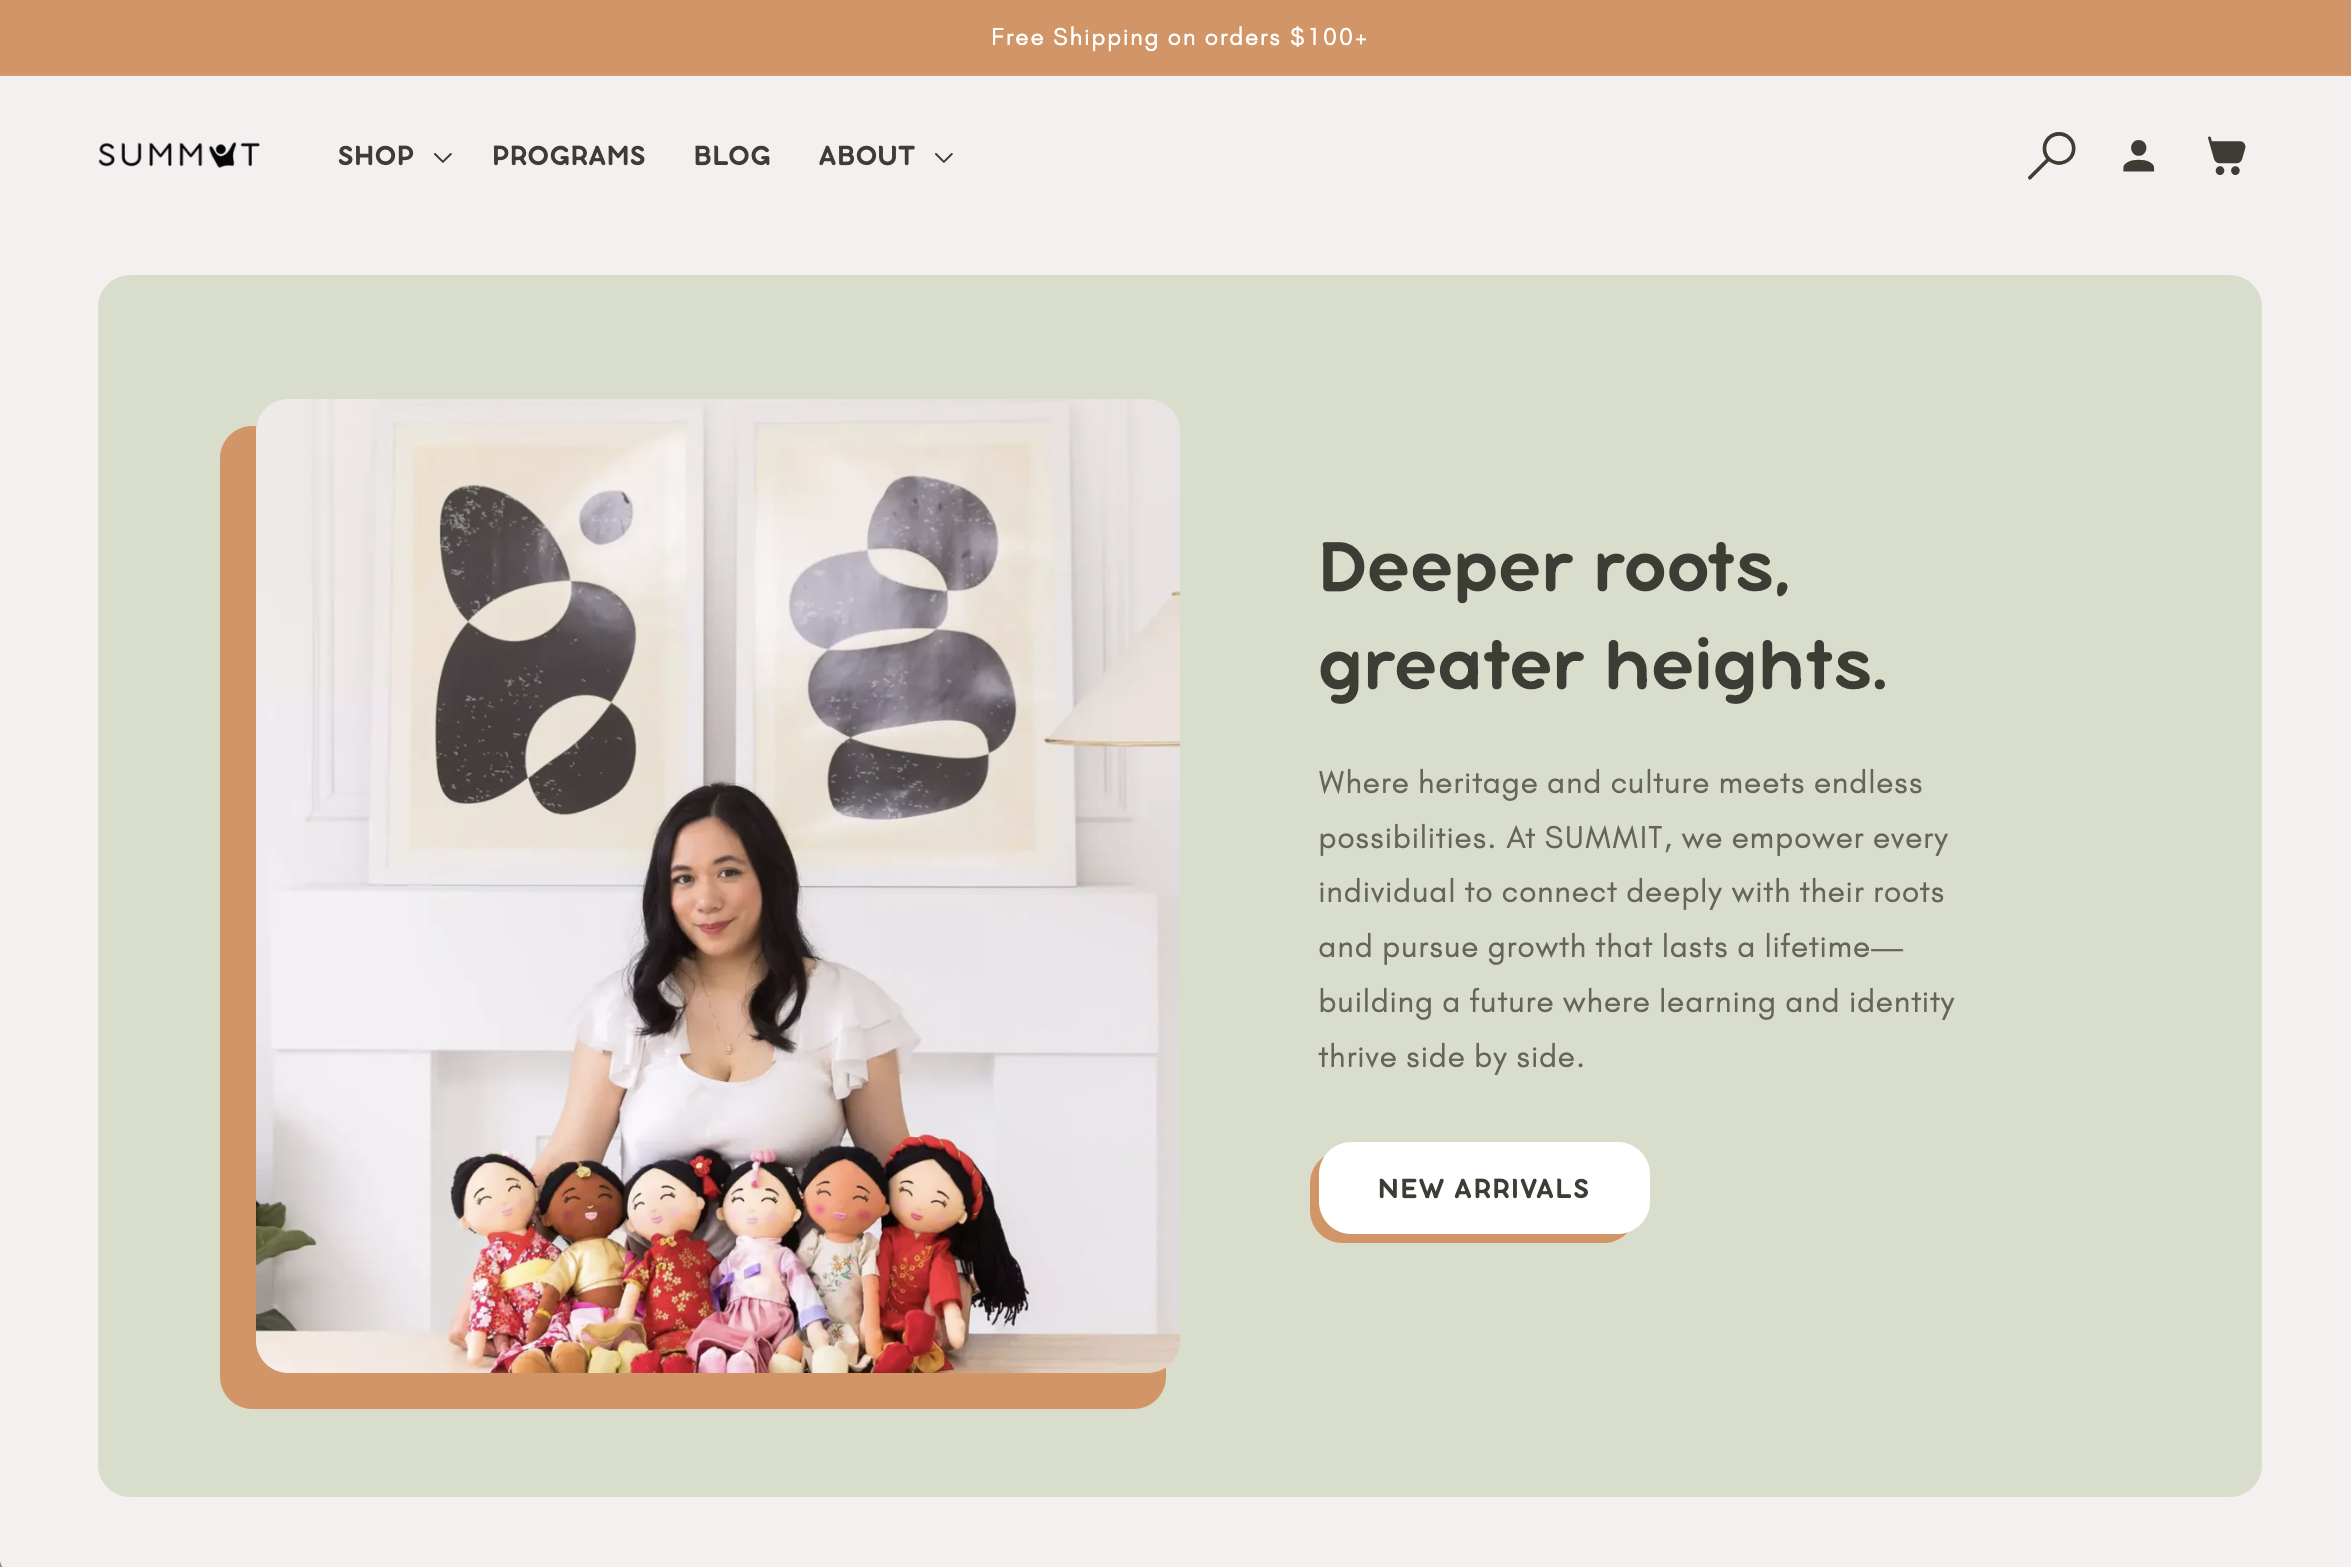 Free Shipping on orders $100+
SUMMIT
SHOP
PROGRAMS
BLOG
ABOUT
Deeper roots,
greater heights.
Where heritage and culture meets endless
possibilities. At SUMMIT, we empower every
individual to connect deeply with their roots
and pursue growth that lasts a lifetime—
building a future where learning and identity
thrive side by side.
NEW ARRIVALS